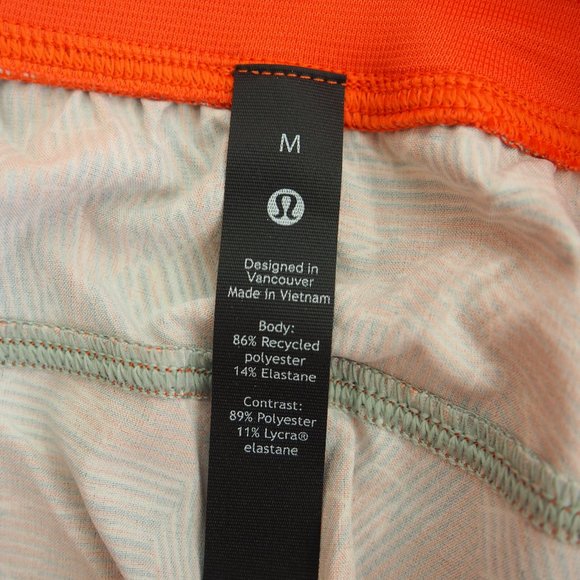 M
Designed in
Vancouver
Made in Vietnam
Body:
86% Recycled
polyester
14% Elastane
Contrast:
89% Polyester
11% Lycra®
elastane